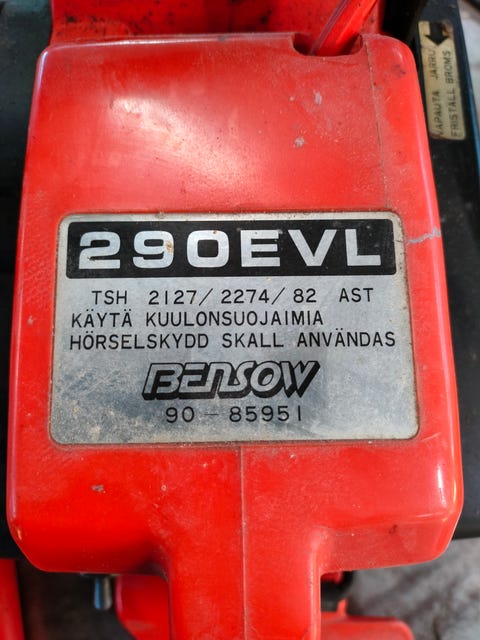 290EVL
TSH 2127/2274/82 AST
KÄYTÄ KUULONSUOJAIMIA
HÖRSELSKYDD SKALL ANVÄNDAS
BENSOW
90-85951
VAPAUTA JARRU
FRISTÄLL BROMS